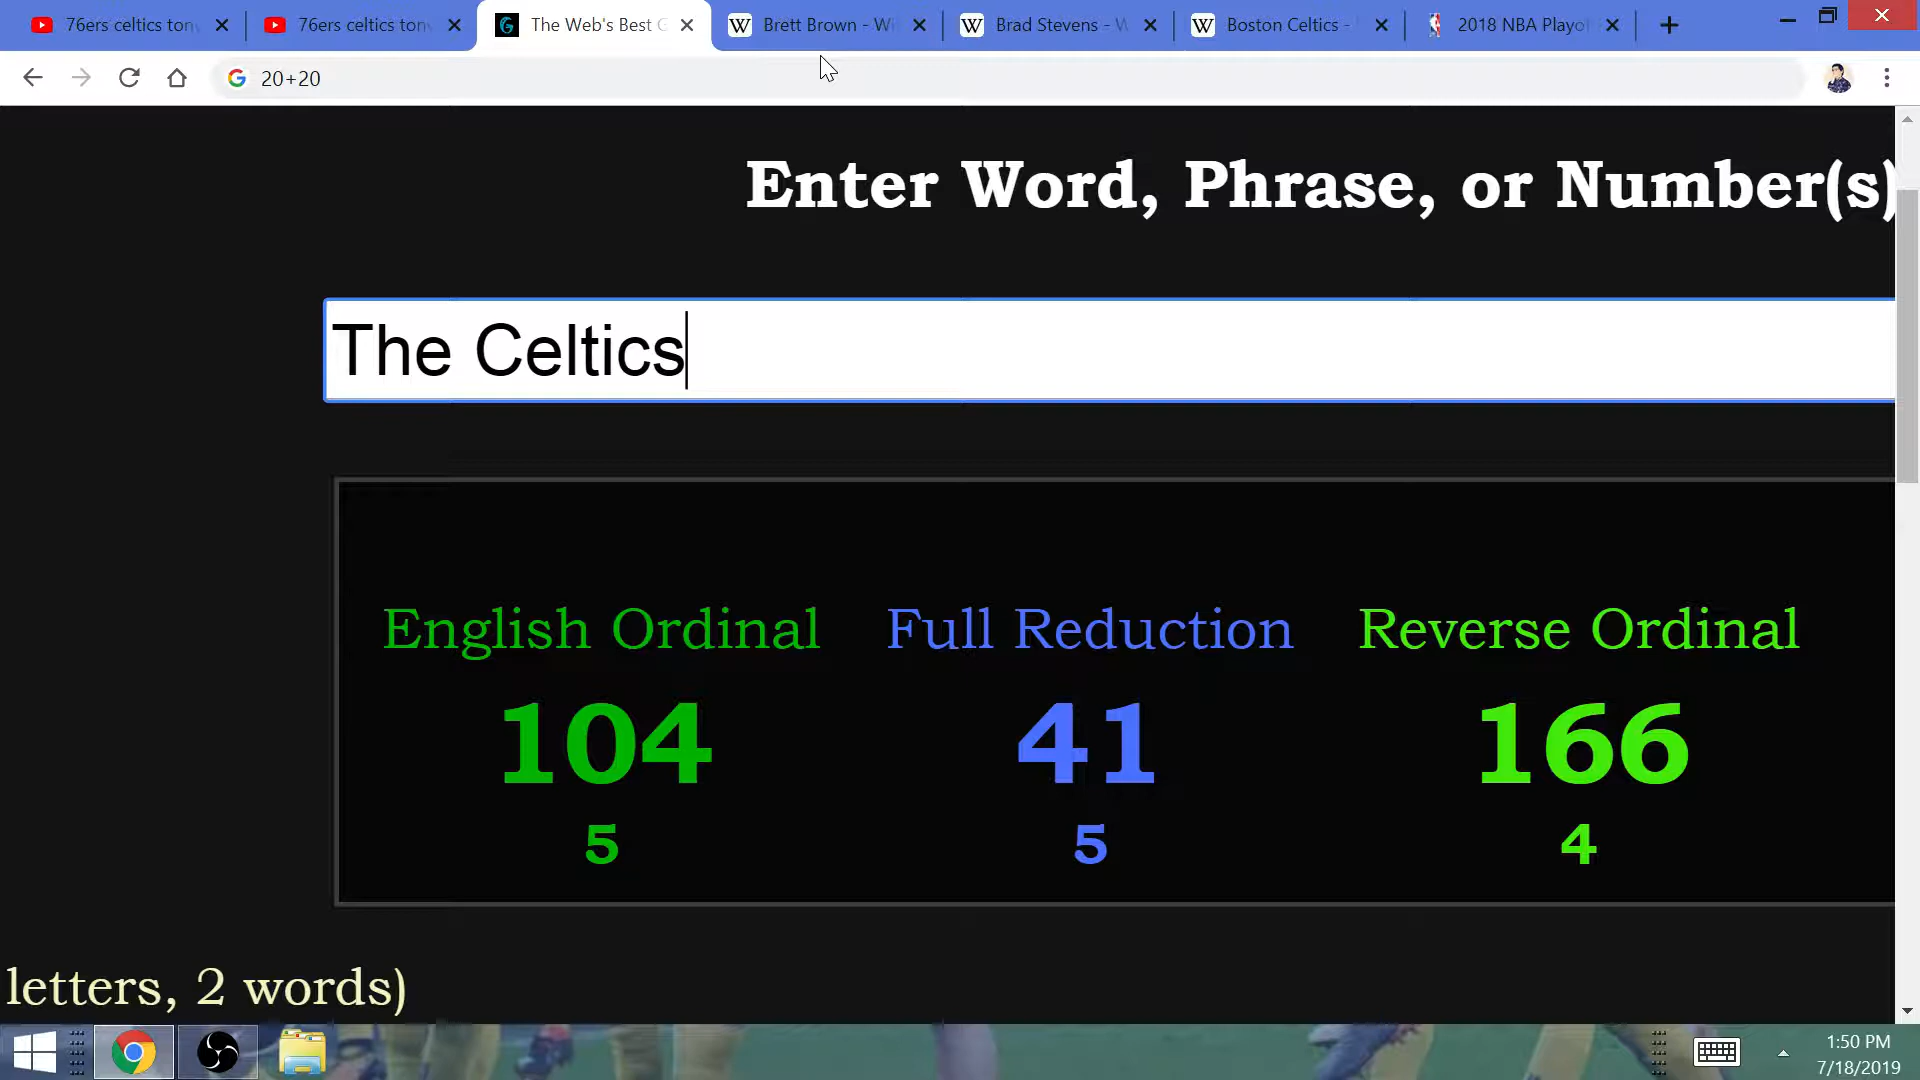 76ers celtics ton
76ers celtics ton
The Web's Best G
Brett Brown - Wi
Brad Stevens - W
Boston Celtics -
2018 NBA Playof
20+20
Enter Word, Phrase, or Number(s)
The Celtics
English Ordinal Full Reduction Reverse Ordinal
104 41 166
5 5 4
letters, 2 words)
1:50 PM
7/18/2019